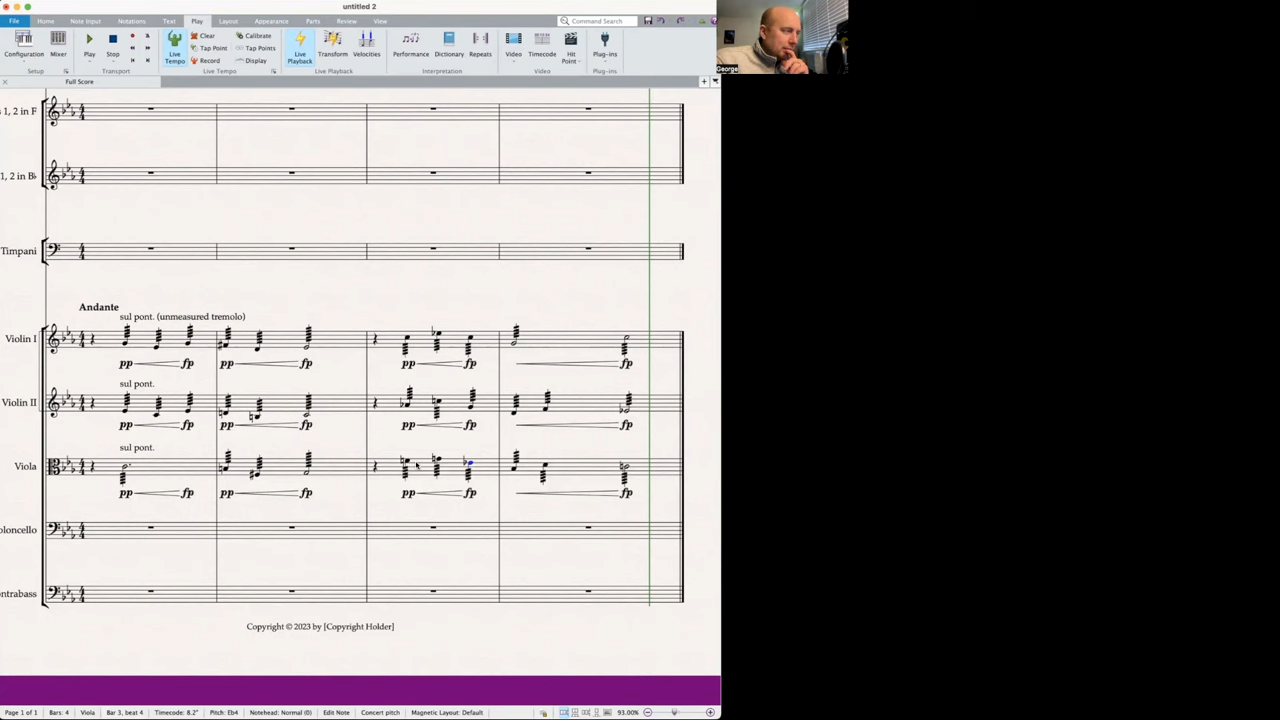 untitled 2
File Home Note Input Notations Text Play Layout Appearance Parts Review View Command Search
Configuration Mixer Play Stop Live Tempo Clear Tap Point Record Calibrate Tap Points Display Live Playback Transform Velocities Performance Dictionary Repeats Video Timecode Hit Point Plug-ins
Setup Transport Live Tempo Live Playback Interpretation Video Plug-ins
George
Full Score
1, 2 in F
1, 2 in B♭
Timpani
Andante
sul pont. (unmeasured tremolo)
Violin I
pp fp pp fp pp fp fp
sul pont.
Violin II
pp fp pp fp pp fp fp
sul pont.
Viola
pp fp pp fp pp fp fp
oloncello
ontrabass
Copyright © 2023 by [Copyright Holder]
Page 1 of 1 Bars: 4 Viola Bar 3, beat 4 Timecode: 8.2" Pitch: Eb4 Notehead: Normal (0) Edit Note Concert pitch Magnetic Layout: Default 93.00%